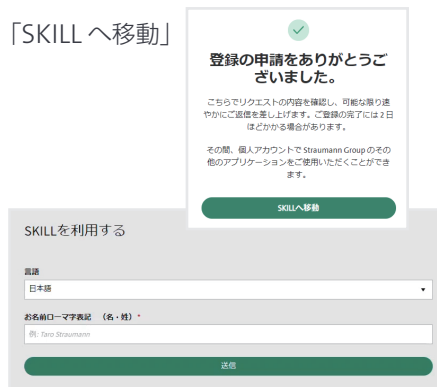 「SKILL へ移動」
登録の申請をありがとうご
ざいました。
こちらでリクエストの内容を確認し、可能な限り速
やかにご返信を差し上げます。ご登録の完了には2日
ほどかかる場合があります。
その間、個人アカウントで Straumann Group のその
他のアプリケーションをご使用いただくことができ
ます。
SKILLへ移動
SKILLを利用する
言語
日本語
お名前ローマ字表記 （名・姓）*
例: Taro Straumann
送信